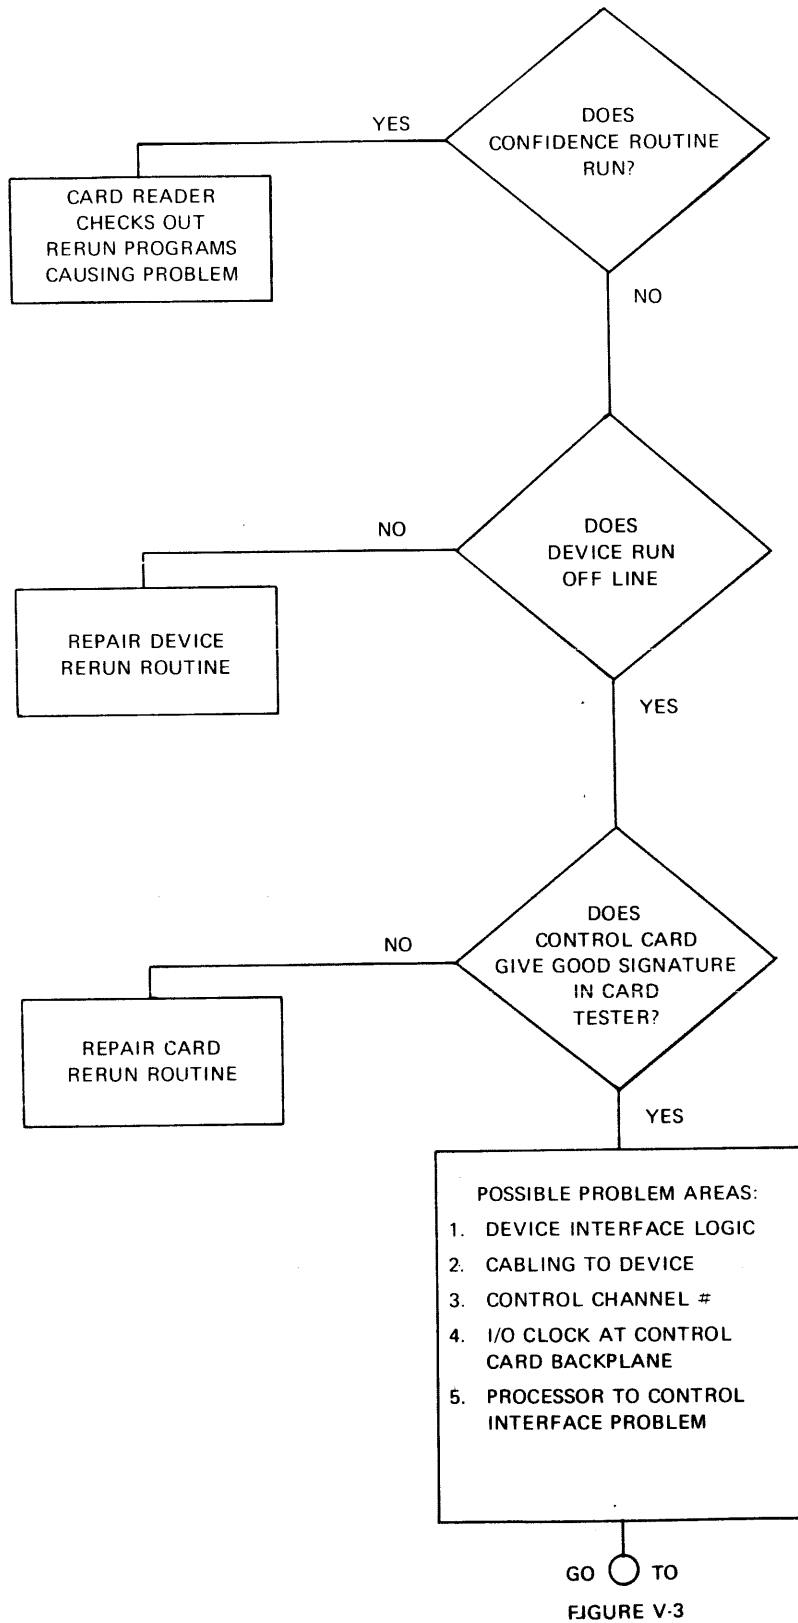 DOES
CONFIDENCE ROUTINE
RUN?
YES
CARD READER
CHECKS OUT
RERUN PROGRAMS
CAUSING PROBLEM
NO
DOES
DEVICE RUN
OFF LINE
NO
REPAIR DEVICE
RERUN ROUTINE
YES
DOES
CONTROL CARD
GIVE GOOD SIGNATURE
IN CARD
TESTER?
NO
REPAIR CARD
RERUN ROUTINE
YES
POSSIBLE PROBLEM AREAS:
1. DEVICE INTERFACE LOGIC
2. CABLING TO DEVICE
3. CONTROL CHANNEL #
4. I/O CLOCK AT CONTROL
CARD BACKPLANE
5. PROCESSOR TO CONTROL
INTERFACE PROBLEM
GO TO
FIGURE V-3